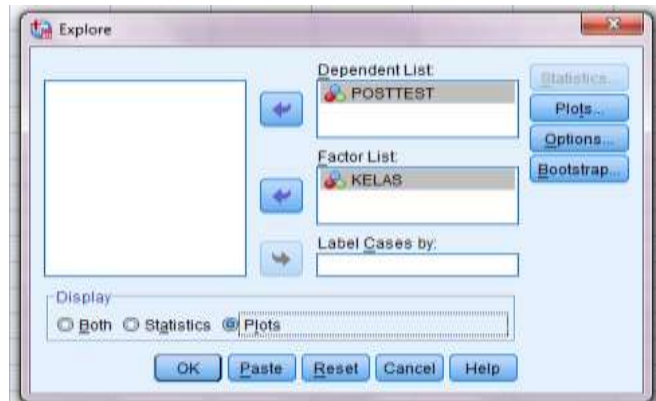 Explore
Dependent List:
POSTTEST
Statistics...
Plots...
Options...
Bootstrap...
Factor List:
KELAS
Label Cases by:
Display
Both Statistics Plots
OK Paste Reset Cancel Help